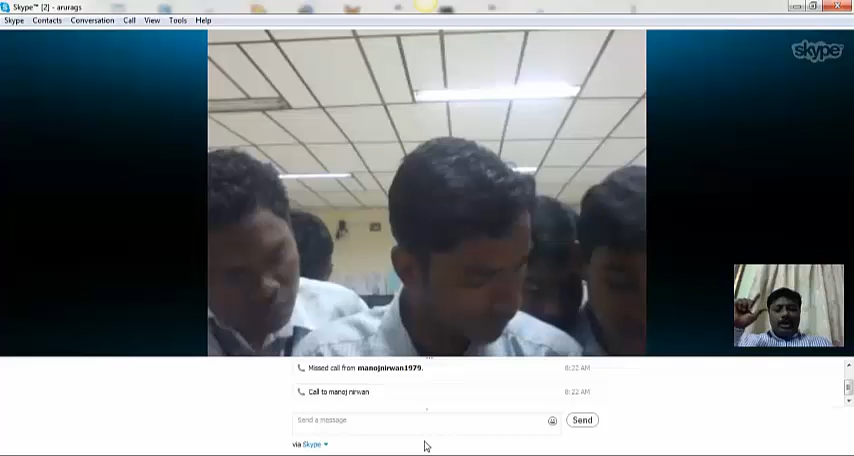 Skype™ [2] - arurags
Skype Contacts Conversation Call View Tools Help
skype
Missed call from manojnirwan1979. 8:22 AM
Call to manoj nirwan 8:22 AM
Send a message Send
via Skype